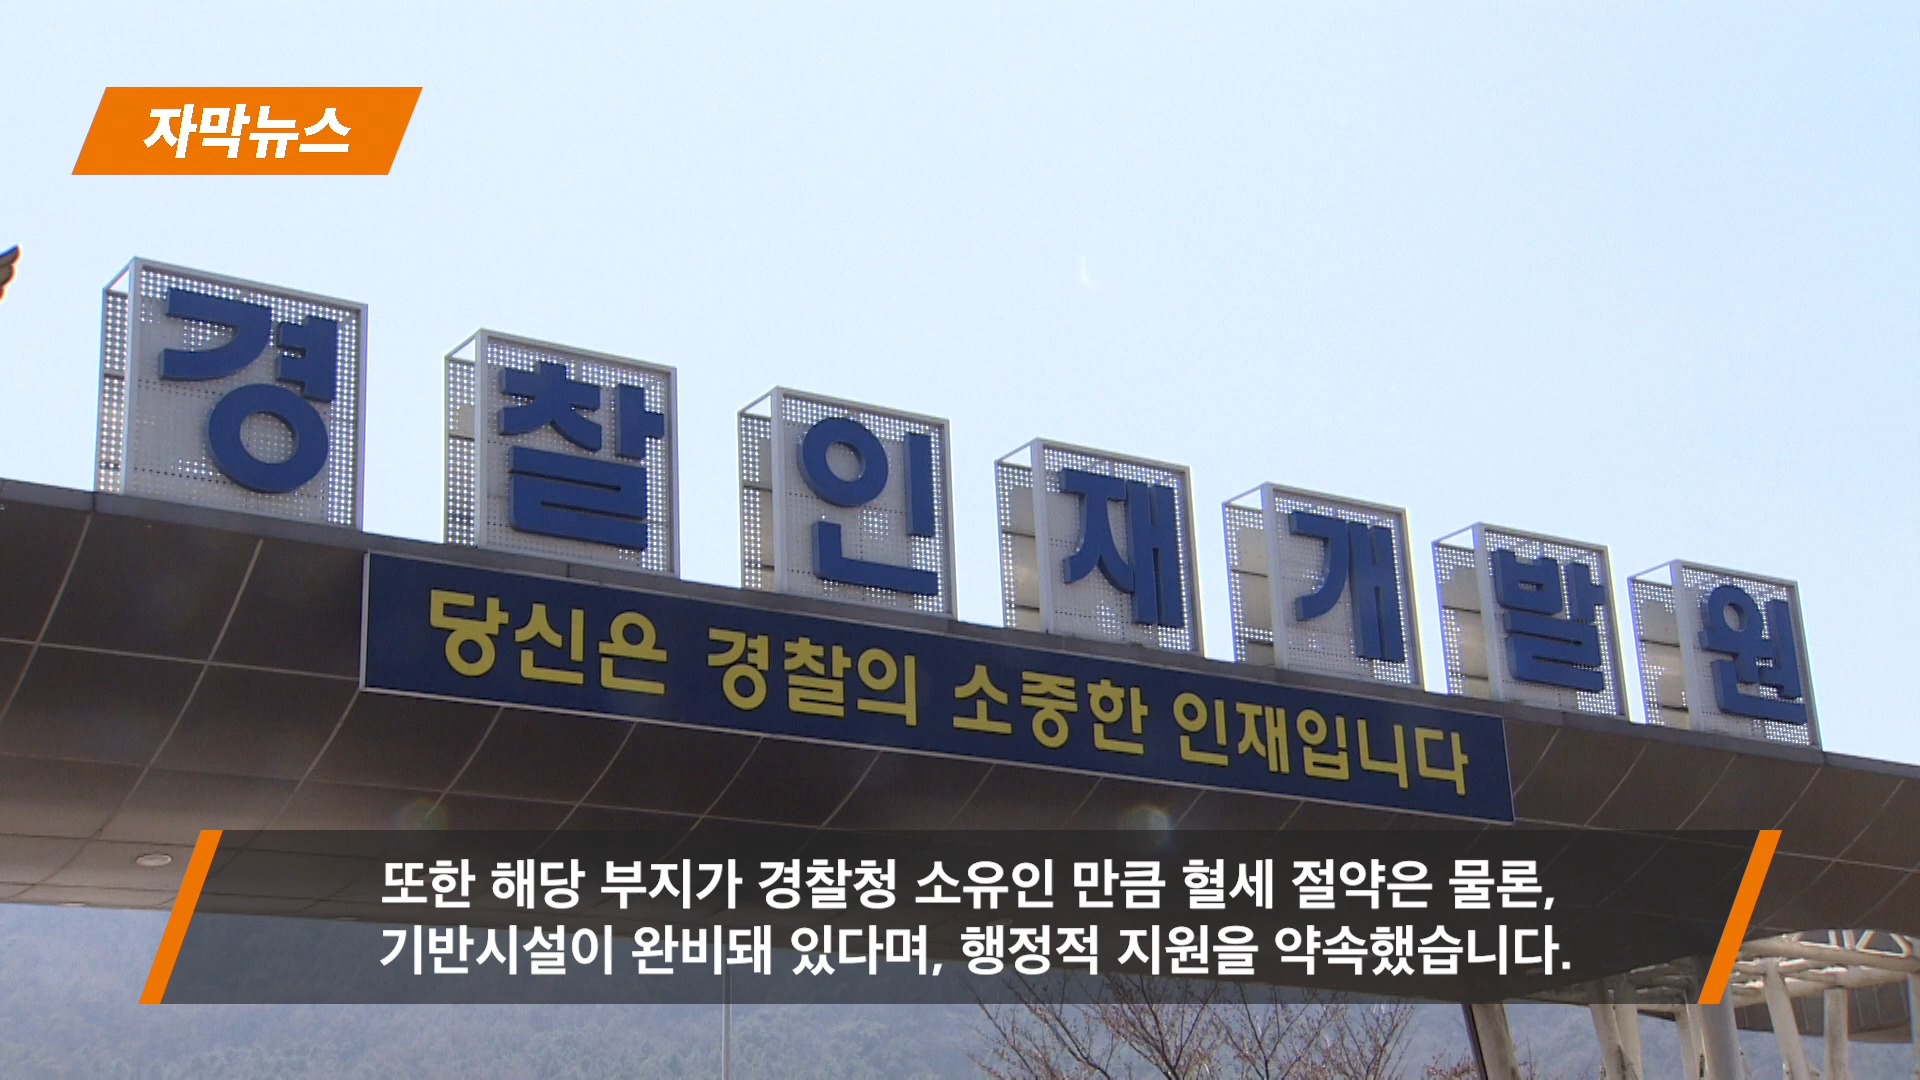 자막뉴스
경찰인재개발원
당신은 경찰의 소중한 인재입니다
또한 해당 부지가 경찰청 소유인 만큼 혈세 절약은 물론,
기반시설이 완비돼 있다며, 행정적 지원을 약속했습니다.